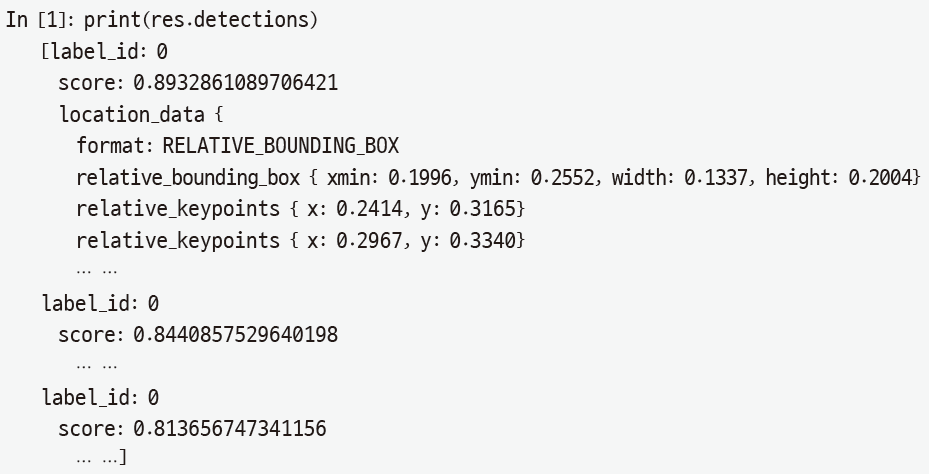 In [1]: print(res.detections)
[label_id: 0
score: 0.8932861089706421
location_data {
format: RELATIVE_BOUNDING_BOX
relative_bounding_box { xmin: 0.1996, ymin: 0.2552, width: 0.1337, height: 0.2004}
relative_keypoints { x: 0.2414, y: 0.3165}
relative_keypoints { x: 0.2967, y: 0.3340}
… …
label_id: 0
score: 0.8440857529640198
… …
label_id: 0
score: 0.813656747341156
… …]